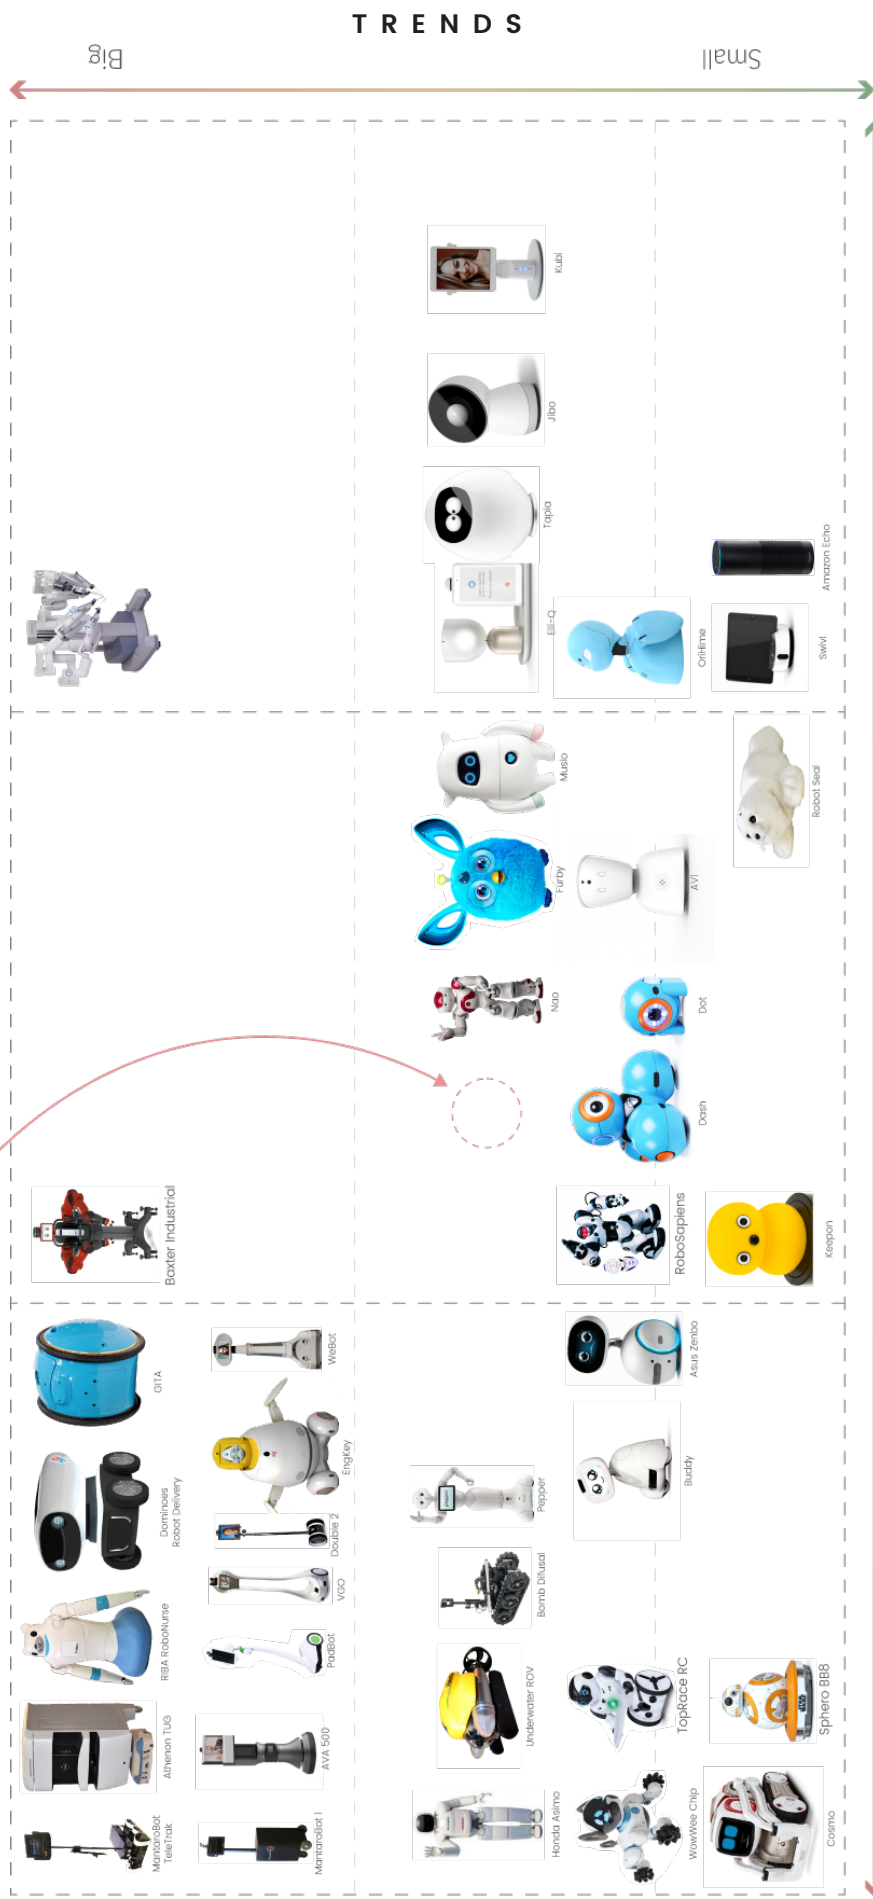 TRENDS
Big
Small
Kubi
Jibo
Tapia
Elli-Q
Amazon Echo
OriHime
Swivl
Musio
Robot Seal
Furby
AVI
Nao
Dot
Dash
Baxter Industrial
RoboSapiens
Keepon
GITA
WeBot
Asus Zenbo
EngKey
Dominoes
Robot Delivery
Pepper
Buddy
Double 2
VGO
Bomb Difusal
RIBA RoboNurse
PadBot
Underwater ROV
TopRace RC
Sphero BB8
Athenon TUG
AVA 500
MantaroBot
TeleTrak
MantaroBot 1
Honda Asimo
WowWee Chip
Cosmo